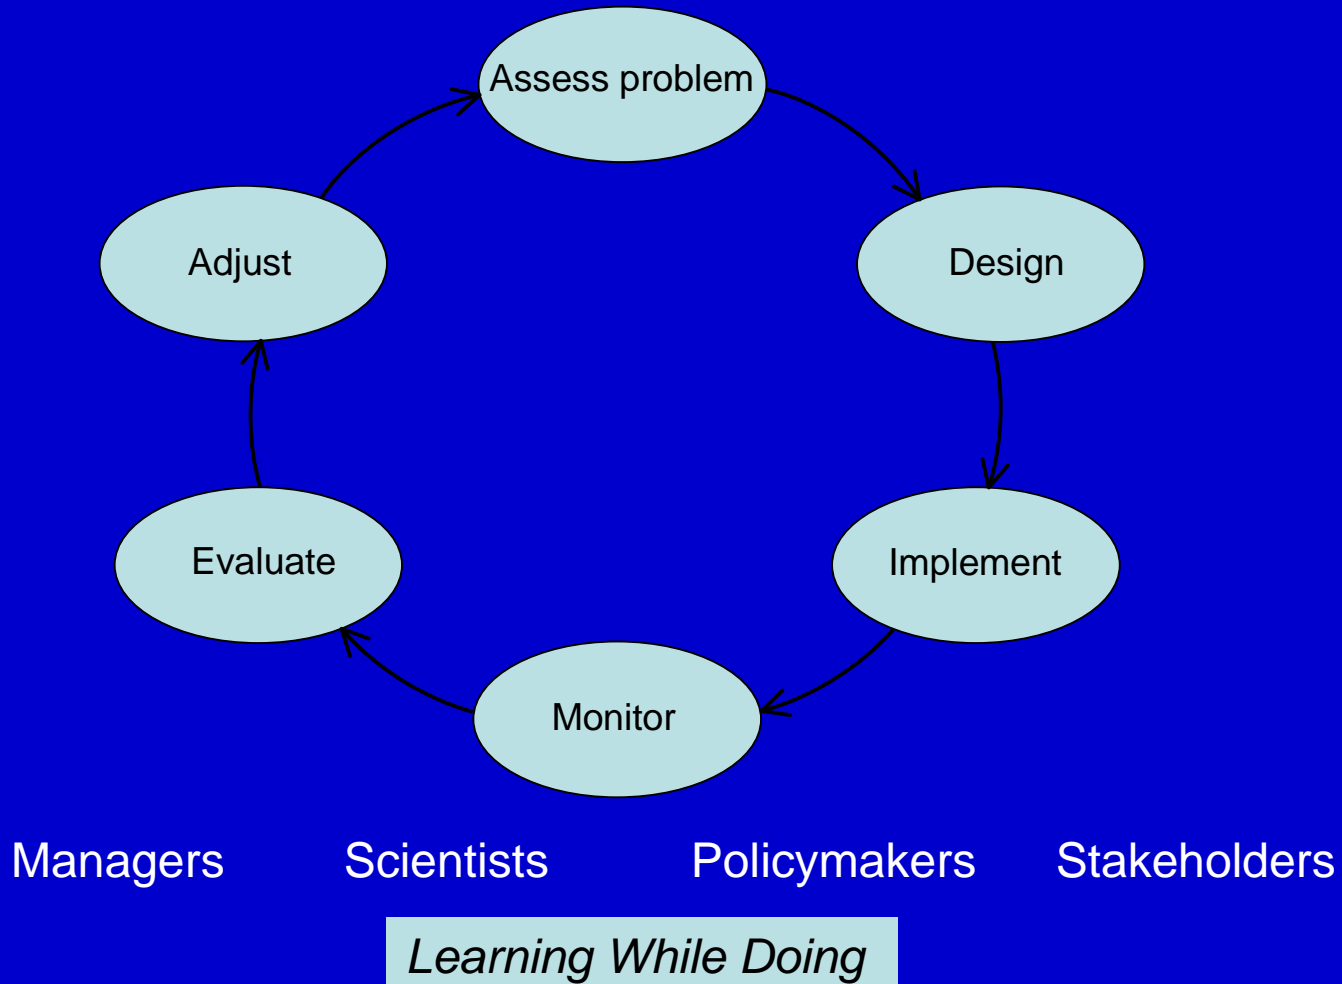 Assess problem
Adjust
Design
Evaluate
Implement
Monitor
Managers Scientists Policymakers Stakeholders
Learning While Doing